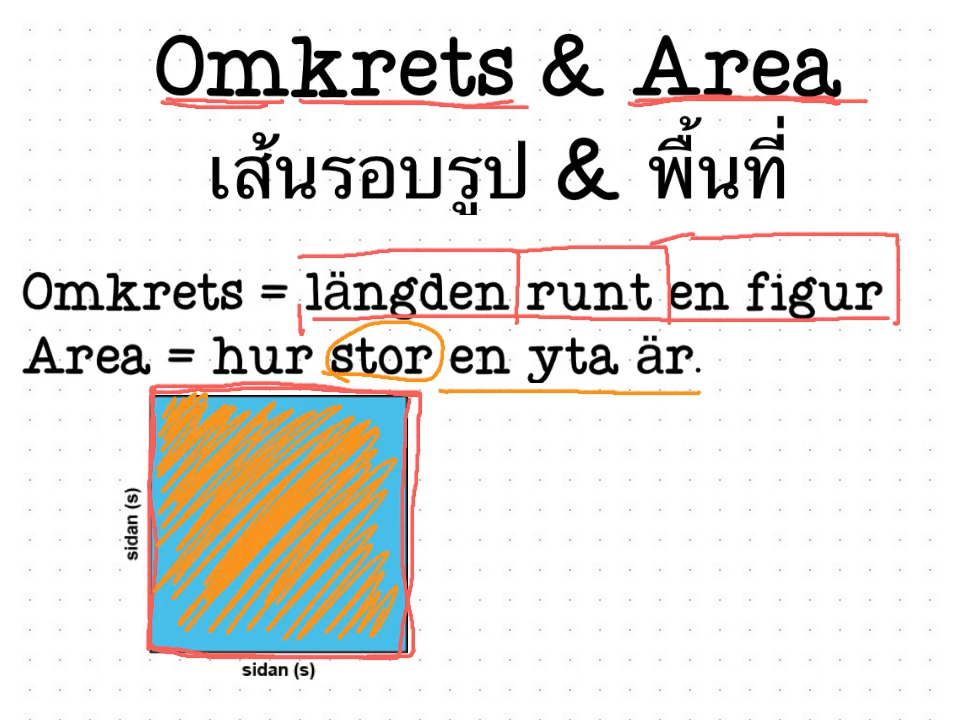 Omkrets & Area
เส้นรอบรูป & พื้นที่
Omkrets = längden runt en figur
Area = hur stor en yta är.
sidan (s)
sidan (s)